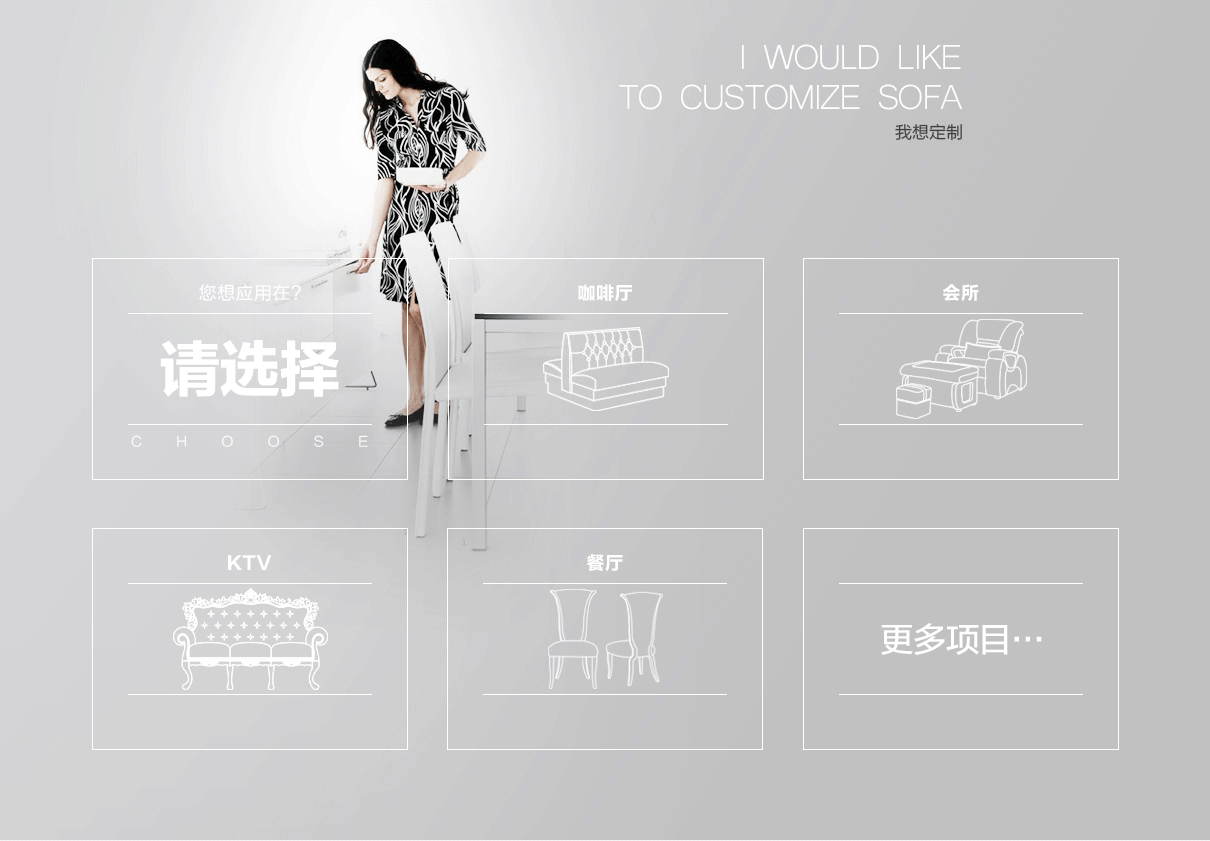 I WOULD LIKE
TO CUSTOMIZE SOFA
我想定制
您想应用在?
请选择
CHOOSE
咖啡厅
会所
KTV
餐厅
更多项目…